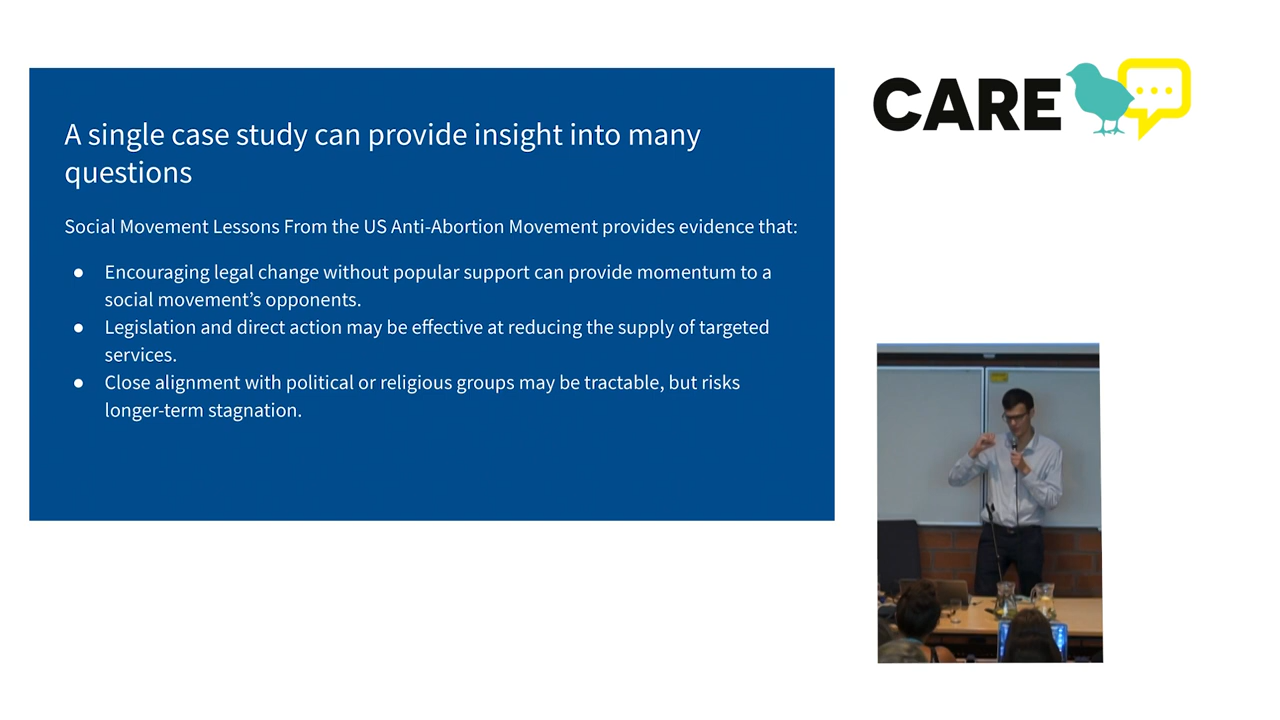 A single case study can provide insight into many
questions
Social Movement Lessons From the US Anti-Abortion Movement provides evidence that:
● Encouraging legal change without popular support can provide momentum to a
social movement’s opponents.
● Legislation and direct action may be effective at reducing the supply of targeted
services.
● Close alignment with political or religious groups may be tractable, but risks
longer-term stagnation.
CARE